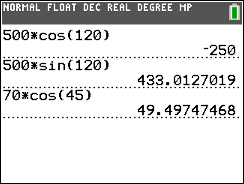 NORMAL FLOAT DEC REAL DEGREE MP
500*cos(120)
-250
500*sin(120)
433.0127019
70*cos(45)
49.49747468